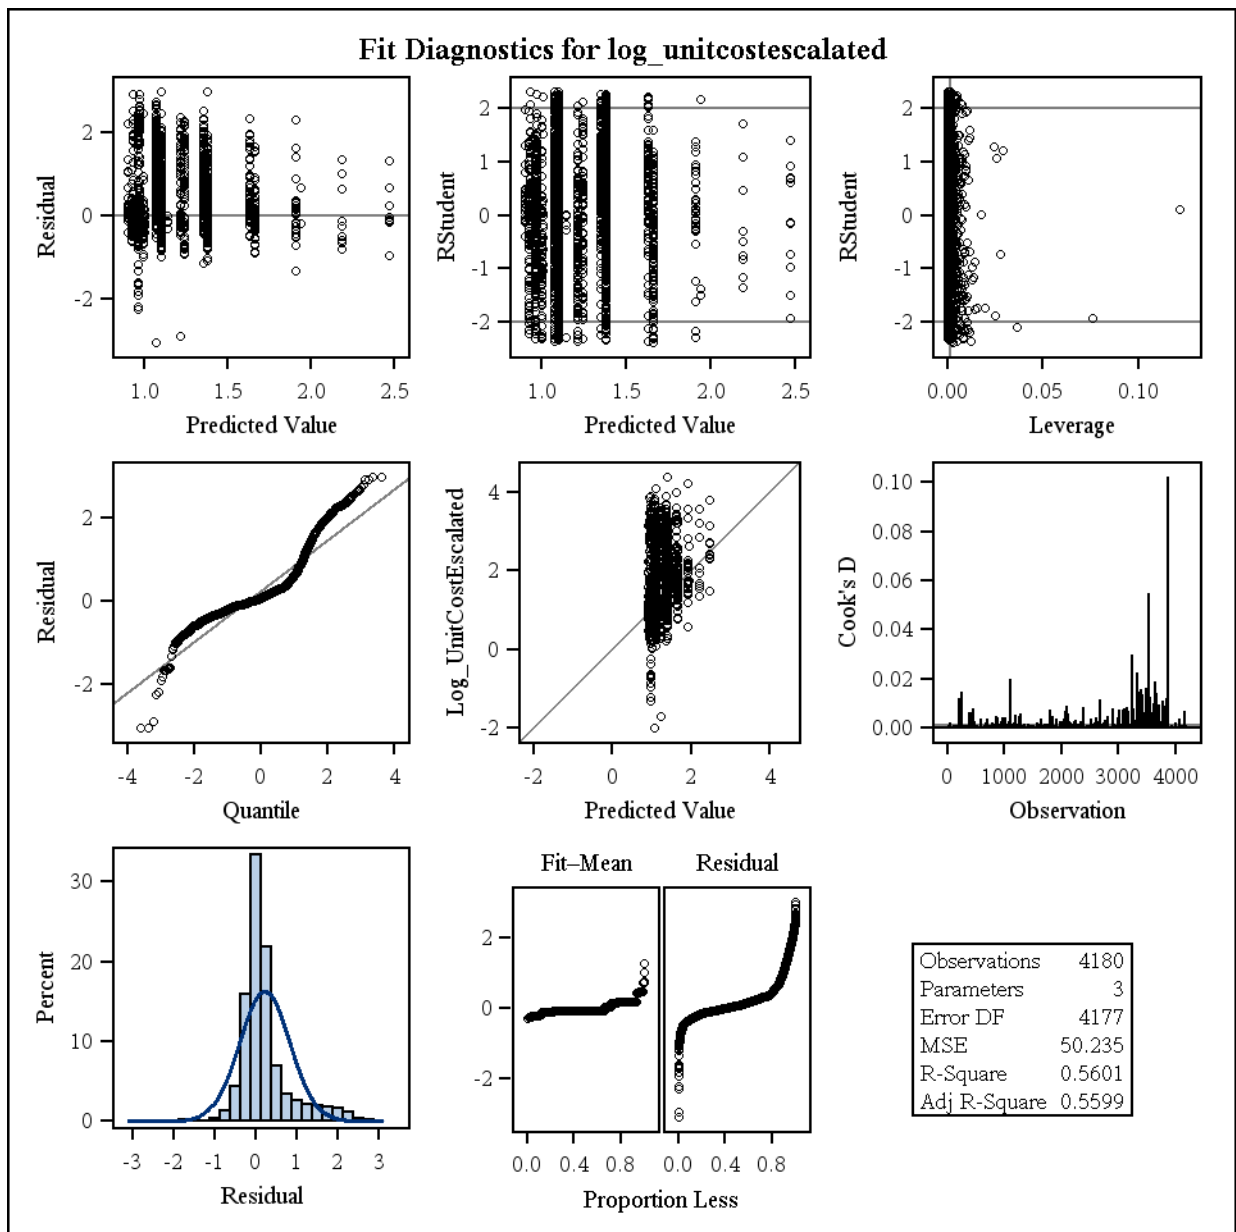 Fit Diagnostics for log_unitcostescalated
Residual
2
0
-2
1.0 1.5 2.0 2.5
Predicted Value
RStudent
2
1
0
-1
-2
1.0 1.5 2.0 2.5
Predicted Value
RStudent
2
1
0
-1
-2
0.00 0.05 0.10
Leverage
Residual
2
0
-2
-4 -2 0 2 4
Quantile
Log_UnitCostEscalated
4
2
0
-2
-2 0 2 4
Predicted Value
Cook's D
0.10
0.08
0.06
0.04
0.02
0.00
0 1000 2000 3000 4000
Observation
Percent
30
20
10
0
-3 -2 -1 0 1 2 3
Residual
Fit–Mean Residual
2
0
-2
0.0 0.4 0.8 0.0 0.4 0.8
Proportion Less
Observations 4180
Parameters 3
Error DF 4177
MSE 50.235
R-Square 0.5601
Adj R-Square 0.5599